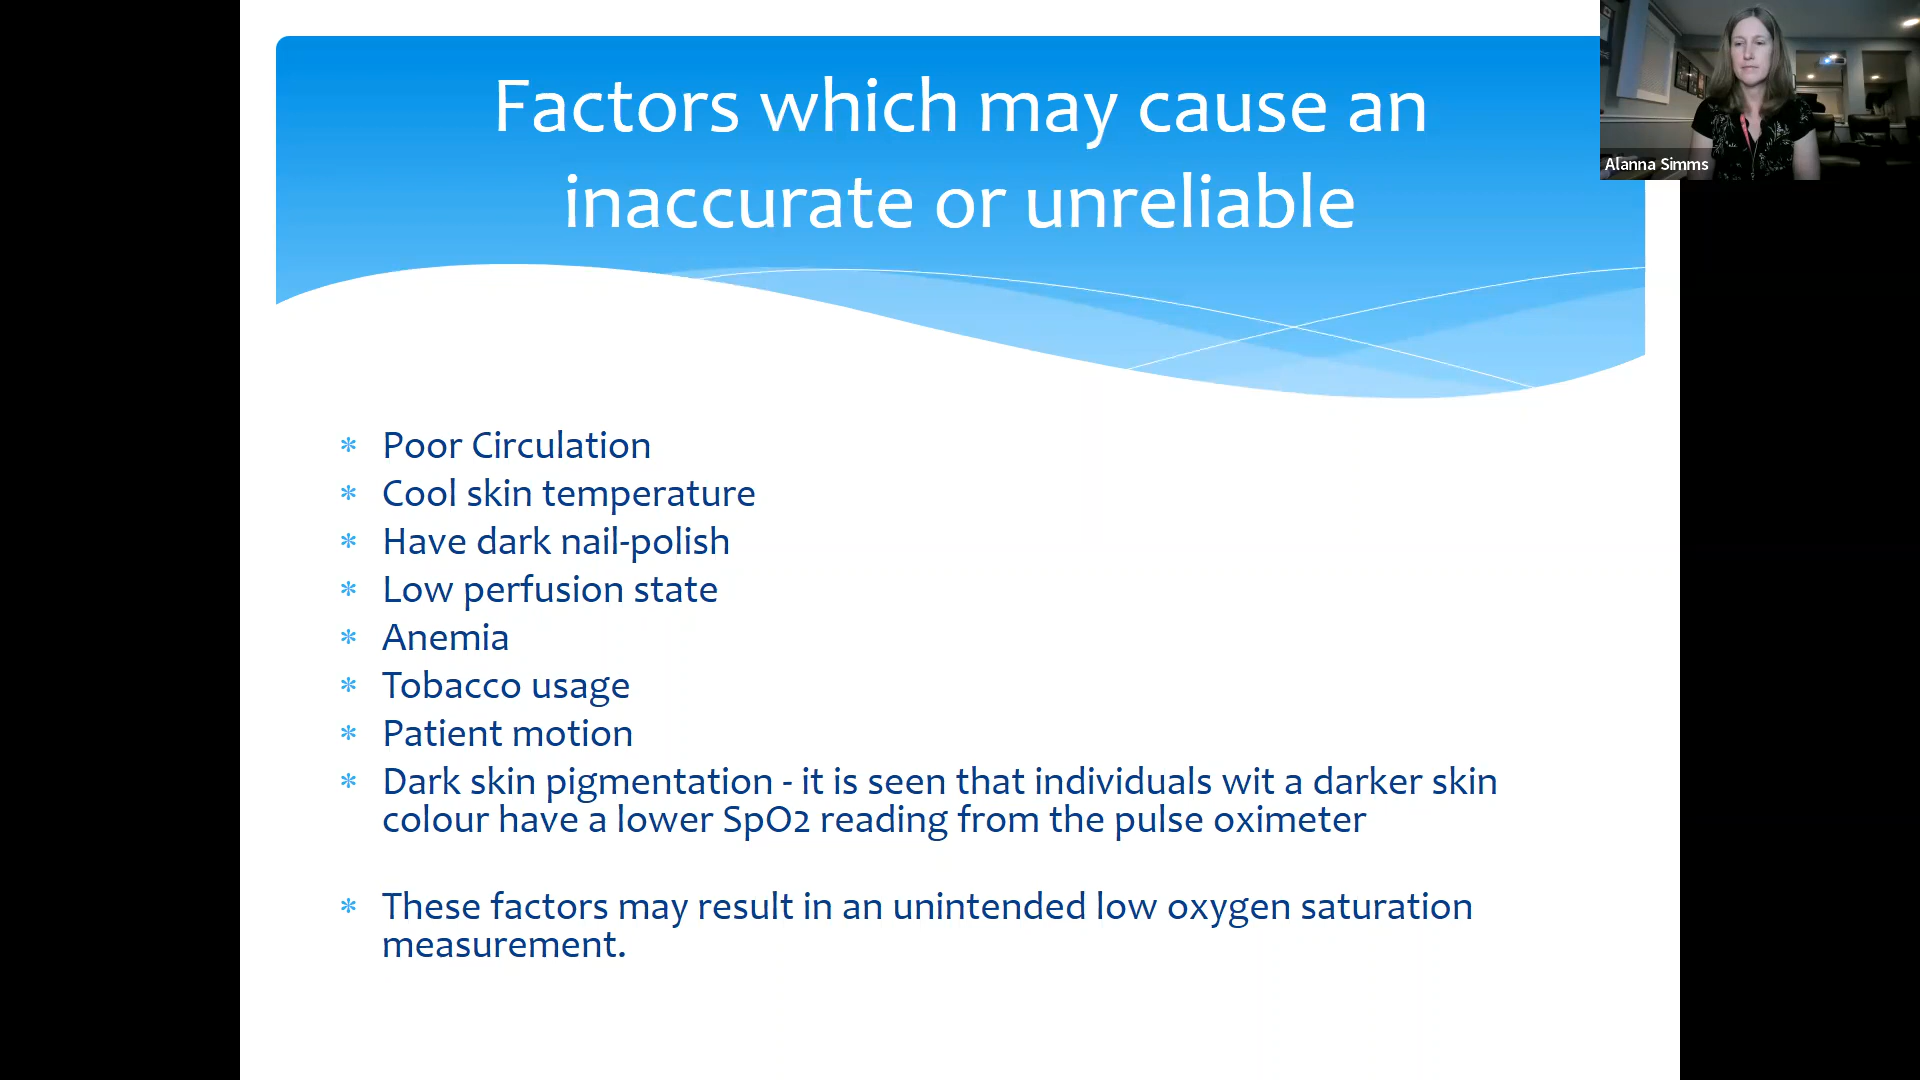 Factors which may cause an
inaccurate or unreliable
Alanna Simms
* Poor Circulation
* Cool skin temperature
* Have dark nail-polish
* Low perfusion state
* Anemia
* Tobacco usage
* Patient motion
* Dark skin pigmentation - it is seen that individuals wit a darker skin
colour have a lower SpO2 reading from the pulse oximeter
* These factors may result in an unintended low oxygen saturation
measurement.